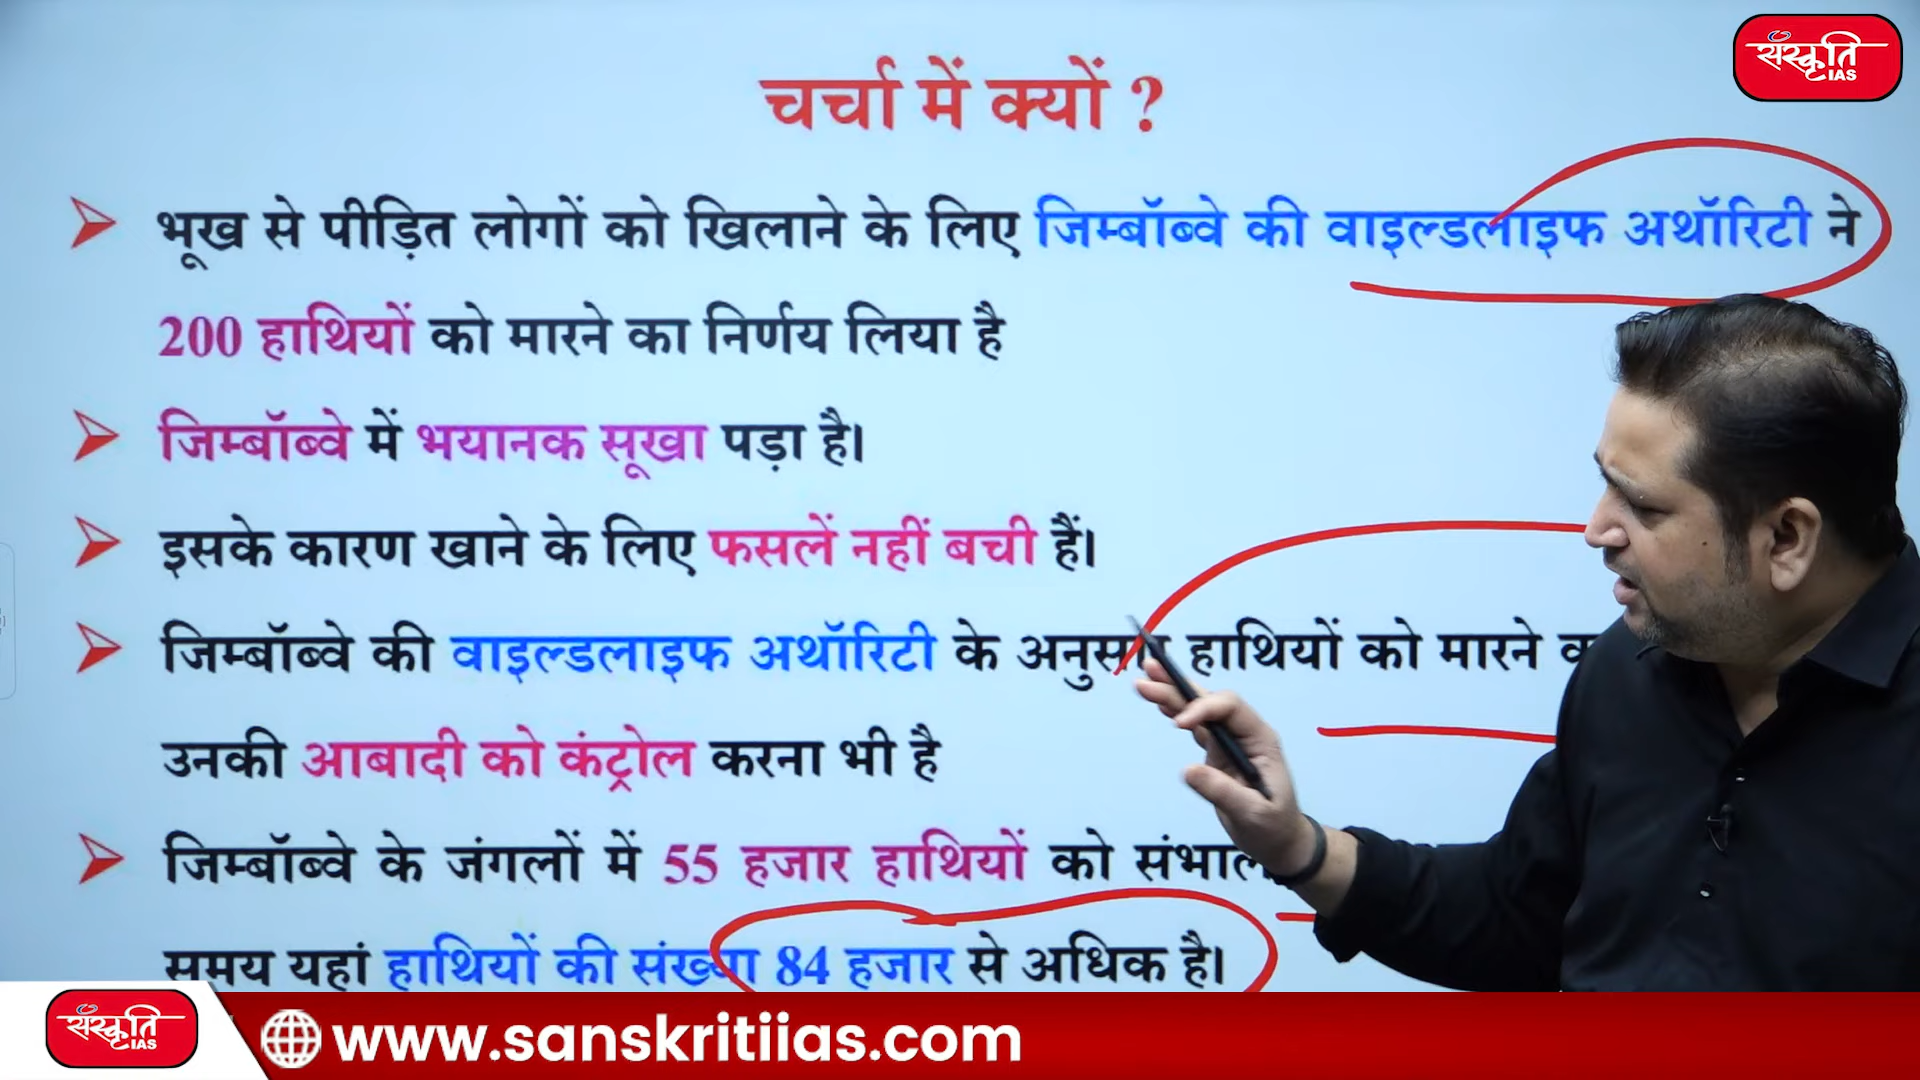 संस्कृति
IAS
चर्चा में क्यों ?
भूख से पीड़ित लोगों को खिलाने के लिए जिम्बॉब्वे की वाइल्डलाइफ अथॉरिटी ने
200 हाथियों को मारने का निर्णय लिया है
जिम्बॉब्वे में भयानक सूखा पड़ा है।
इसके कारण खाने के लिए फसलें नहीं बची हैं।
जिम्बॉब्वे की वाइल्डलाइफ अथॉरिटी के अनुसार हाथियों को मारने
उनकी आबादी को कंट्रोल करना भी है
जिम्बॉब्वे के जंगलों में 55 हजार हाथियों को
समय यहां हाथियों की संख्या 84 हजार से अधिक है।
संस्कृति
IAS
www.sanskritiias.com